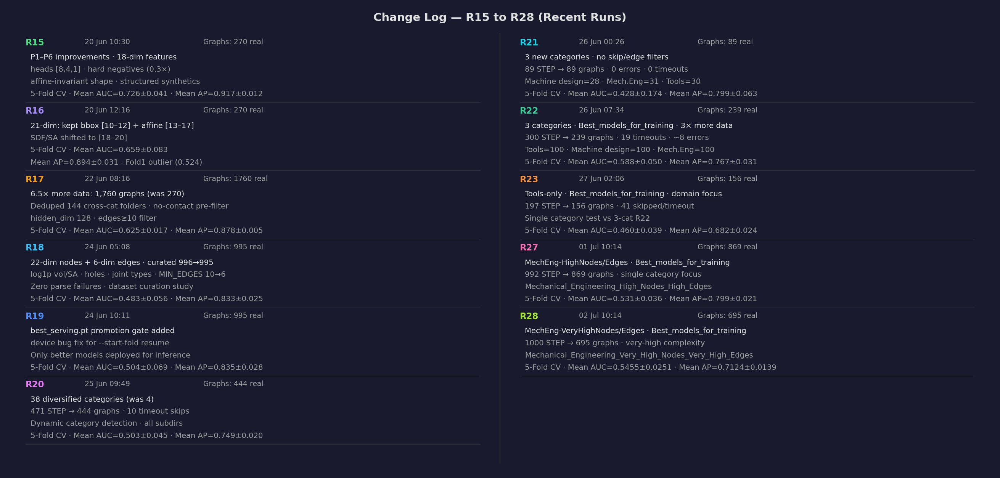 Change Log — R15 to R28 (Recent Runs)
R15 20 Jun 10:30 Graphs: 270 real
P1–P6 improvements · 18-dim features
heads [8,4,1] · hard negatives (0.3×)
affine-invariant shape · structured synthetics
5-Fold CV · Mean AUC=0.726±0.041 · Mean AP=0.917±0.012
R16 20 Jun 12:16 Graphs: 270 real
21-dim: kept bbox [10–12] + affine [13–17]
SDF/SA shifted to [18–20]
5-Fold CV · Mean AUC=0.659±0.083
Mean AP=0.894±0.031 · Fold1 outlier (0.524)
R17 22 Jun 08:16 Graphs: 1760 real
6.5× more data: 1,760 graphs (was 270)
Deduped 144 cross-cat folders · no-contact pre-filter
hidden_dim 128 · edges≥10 filter
5-Fold CV · Mean AUC=0.625±0.017 · Mean AP=0.878±0.005
R18 24 Jun 05:08 Graphs: 995 real
22-dim nodes + 6-dim edges · curated 996→995
log1p vol/SA · holes · joint types · MIN_EDGES 10→6
Zero parse failures · dataset curation study
5-Fold CV · Mean AUC=0.483±0.056 · Mean AP=0.833±0.025
R19 24 Jun 10:11 Graphs: 995 real
best_serving.pt promotion gate added
device bug fix for --start-fold resume
Only better models deployed for inference
5-Fold CV · Mean AUC=0.504±0.069 · Mean AP=0.835±0.028
R20 25 Jun 09:49 Graphs: 444 real
38 diversified categories (was 4)
471 STEP → 444 graphs · 10 timeout skips
Dynamic category detection · all subdirs
5-Fold CV · Mean AUC=0.503±0.045 · Mean AP=0.749±0.020
R21 26 Jun 00:26 Graphs: 89 real
3 new categories · no skip/edge filters
89 STEP → 89 graphs · 0 errors · 0 timeouts
Machine design=28 · Mech.Eng=31 · Tools=30
5-Fold CV · Mean AUC=0.428±0.174 · Mean AP=0.799±0.063
R22 26 Jun 07:34 Graphs: 239 real
3 categories · Best_models_for_training · 3× more data
300 STEP → 239 graphs · 19 timeouts · ~8 errors
Tools=100 · Machine design=100 · Mech.Eng=100
5-Fold CV · Mean AUC=0.588±0.050 · Mean AP=0.767±0.031
R23 27 Jun 02:06 Graphs: 156 real
Tools-only · Best_models_for_training · domain focus
197 STEP → 156 graphs · 41 skipped/timeout
Single category test vs 3-cat R22
5-Fold CV · Mean AUC=0.460±0.039 · Mean AP=0.682±0.024
R27 01 Jul 10:14 Graphs: 869 real
MechEng-HighNodes/Edges · Best_models_for_training
992 STEP → 869 graphs · single category focus
Mechanical_Engineering_High_Nodes_High_Edges
5-Fold CV · Mean AUC=0.531±0.036 · Mean AP=0.799±0.021
R28 02 Jul 10:14 Graphs: 695 real
MechEng-VeryHighNodes/Edges · Best_models_for_training
1000 STEP → 695 graphs · very-high complexity
Mechanical_Engineering_Very_High_Nodes_Very_High_Edges
5-Fold CV · Mean AUC=0.5455±0.0251 · Mean AP=0.7124±0.0139